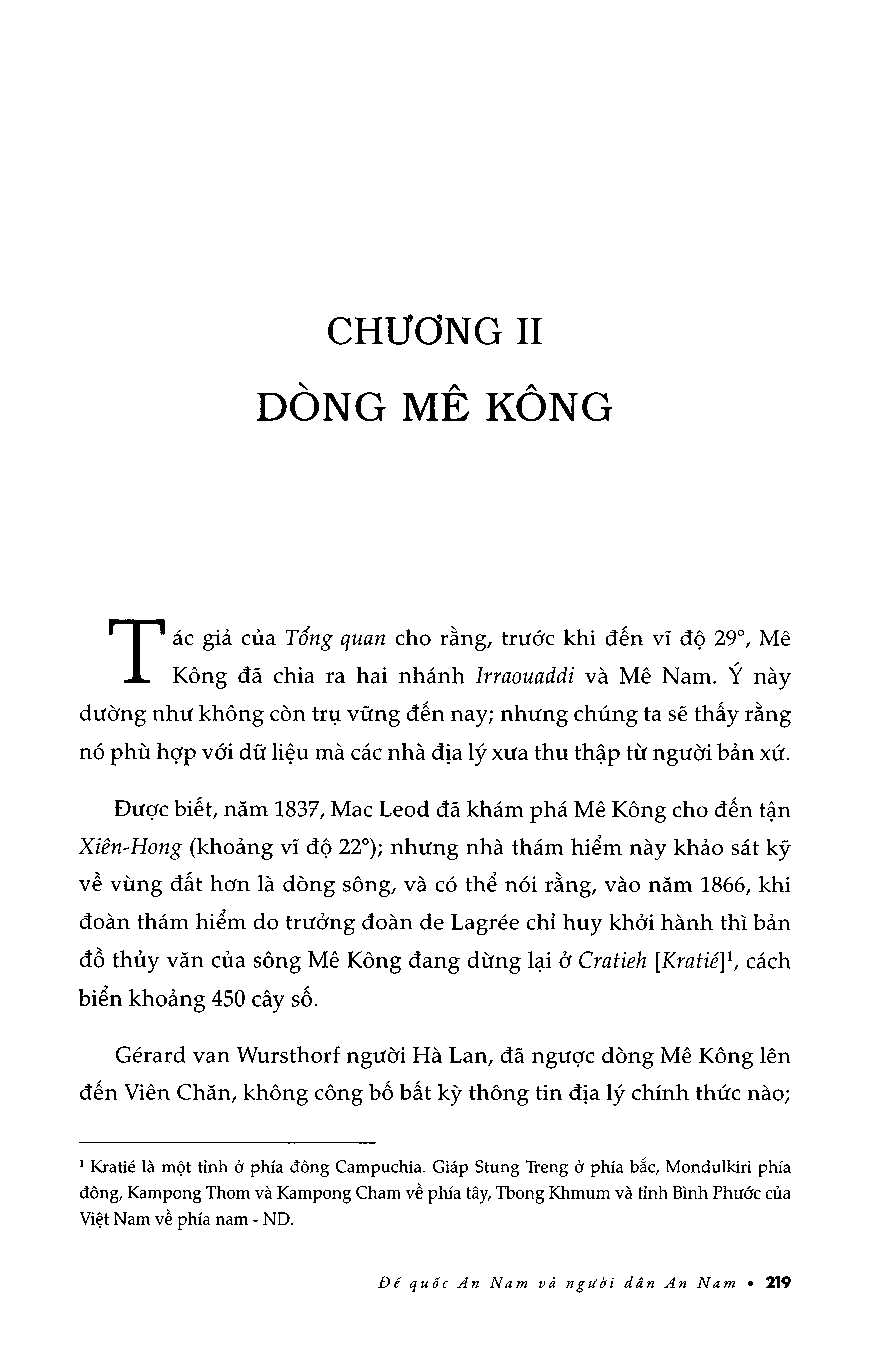 CHƯƠNG II
DÒNG MÊ KÔNG
Tác giả của Tổng quan cho rằng, trước khi đến vĩ độ 29°, Mê
Kông đã chia ra hai nhánh Irraouaddi và Mê Nam. Ý này
dường như không còn trụ vững đến nay; nhưng chúng ta sẽ thấy rằng
nó phù hợp với dữ liệu mà các nhà địa lý xưa thu thập từ người bản xứ.
Được biết, năm 1837, Mac Leod đã khám phá Mê Kông cho đến tận
Xiên-Hong (khoảng vĩ độ 22°); nhưng nhà thám hiểm này khảo sát kỹ
về vùng đất hơn là dòng sông, và có thể nói rằng, vào năm 1866, khi
đoàn thám hiểm do trưởng đoàn de Lagrée chỉ huy khởi hành thì bản
đồ thủy văn của sông Mê Kông đang dừng lại ở Cratieh [Kratié]¹, cách
biển khoảng 450 cây số.
Gérard van Wursthorf người Hà Lan, đã ngược dòng Mê Kông lên
đến Viên Chăn, không công bố bất kỳ thông tin địa lý chính thức nào;
¹ Kratié là một tỉnh ở phía đông Campuchia. Giáp Stung Treng ở phía bắc, Mondulkiri phía
đông, Kampong Thom và Kampong Cham về phía tây, Tbong Khmum và tỉnh Bình Phước của
Việt Nam về phía nam - ND.
Đế quốc An Nam và người dân An Nam • 219